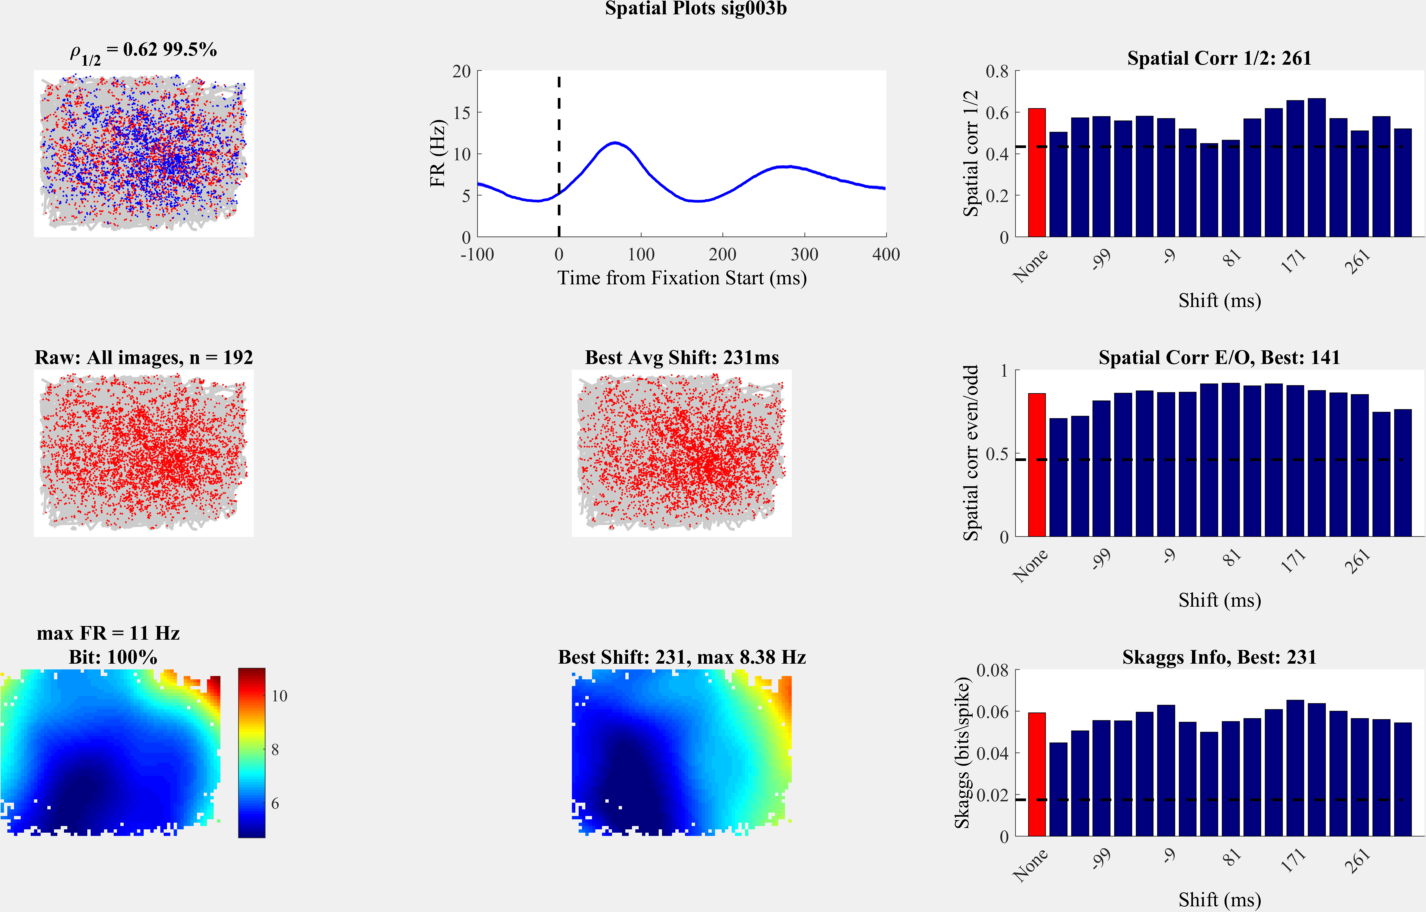 Spatial Plots sig003b
ρ1/2 = 0.62 99.5%
20
15
10
5
0
FR (Hz)
-100
0
100
200
300
400
Time from Fixation Start (ms)
Spatial Corr 1/2: 261
0.8
0.6
0.4
0.2
0
Spatial corr 1/2
None
-99
-9
81
171
261
Shift (ms)
Raw: All images, n = 192
Best Avg Shift: 231ms
Spatial Corr E/O, Best: 141
1
0.5
0
Spatial corr even/odd
None
-99
-9
81
171
261
Shift (ms)
max FR = 11 Hz
Bit: 100%
10
8
6
Best Shift: 231, max 8.38 Hz
Skaggs Info, Best: 231
0.08
0.06
0.04
0.02
0
Skaggs (bits\spike)
None
-99
-9
81
171
261
Shift (ms)